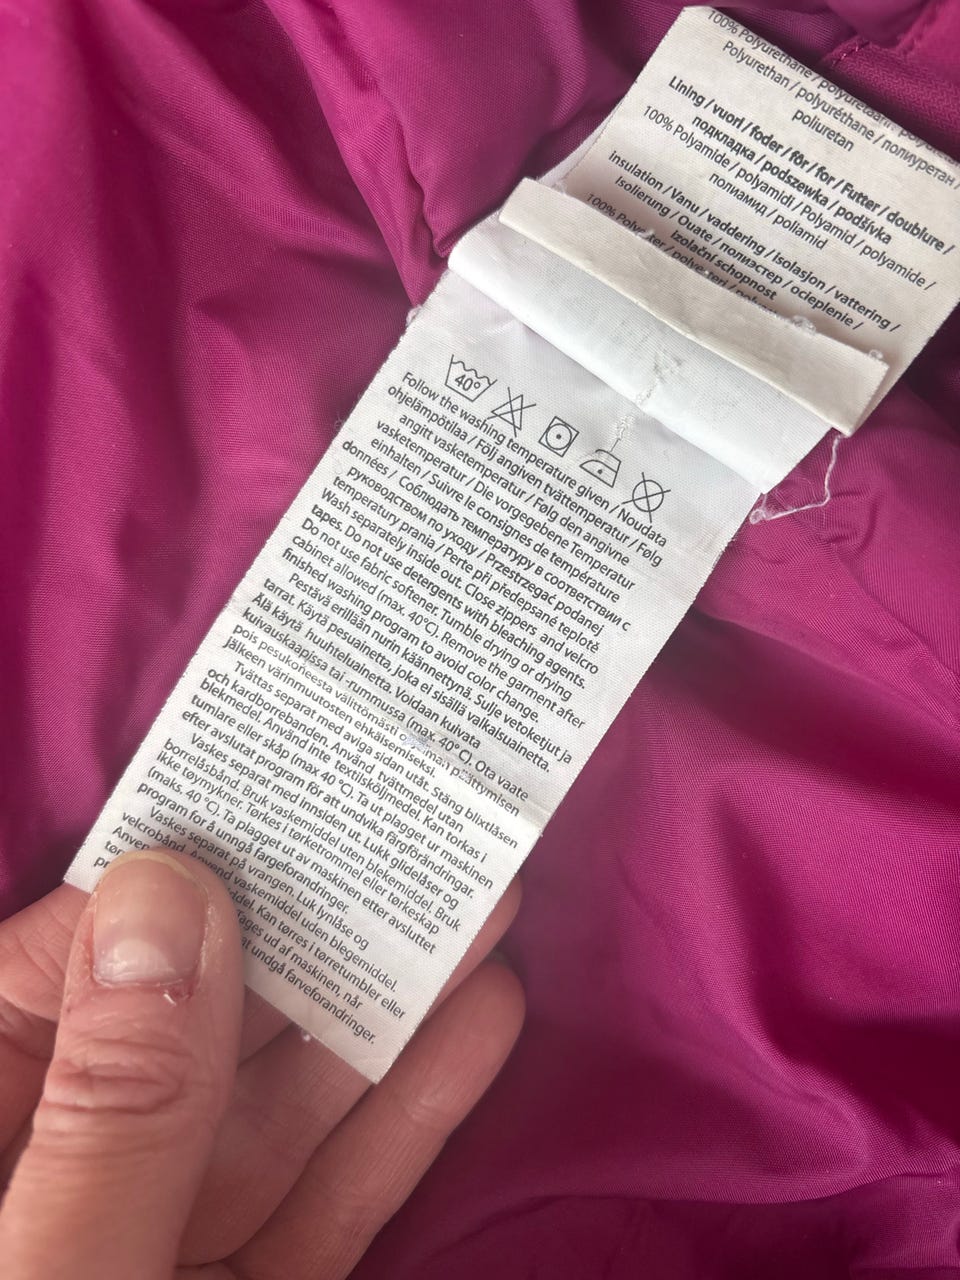 100% Polyurethane / polyuretaani
Polyurethan / polyuréthane / полиуретан /
poliuretan
Lining / vuori / foder / fôr / for / Futter / doublure /
подкладка / podszewka / podšívka
100% Polyamide / polyamidi / Polyamid / polyamide /
полиамид / poliamid
Insulation / Vanu / vaddering / Isolasjon / vattering /
Isolierung / Ouate / полиэстер / ocieplenie /
Izolační schopnost
100%
40°
Follow the washing temperature given / Noudata
ohjelämpötilaa / Följ angiven tvättemperatur / Følg
angitt vasketemperatur / Følg den angivne
vasketemperatur / Die vorgegebene Temperatur
einhalten / Suivre le consignes de température
données / Соблюдать температуру в соответствии с
руководством по уходу / Przestrzegać podanej
temperatury prania / Perte při předepsané teplotě
Wash separately inside out. Close zippers and velcro
tapes. Do not use detergents with bleaching agents.
Do not use fabric softener. Tumble drying or drying
cabinet allowed (max. 40°C). Remove the garment after
finished washing program to avoid color change.
Pestävä erillään nurin käännettynä. Sulje vetoketjut ja
tarrat. Käytä pesuainetta, joka ei sisällä valkaisuainetta.
Älä käytä huuhteluainetta. Voidaan kuivata
kuivauskaapissa tai -rummussa (max. 40° C). Ota vaate
pois pesukoneesta välittömästi päättymisen
jälkeen värinmuutosten ehkäisemiseksi.
Tvättas separat med aviga sidan utåt. Stäng blixtlåsen
och kardborrebanden. Använd, tvättmedel utan
blekmedel. Använd inte textilsköljmedel. Kan torkas i
tumlare eller skåp (max 40 °C). Ta ut plagget ur maskinen
efter avslutat program för att undvika färgförändringar.
Vaskes separat med innsiden ut. Lukk glidelåser og
borrelåsbånd. Bruk vaskemiddel uten blekemiddel. Bruk
ikke tøymykner. Tørkes i tørketrommel eller tørkeskap
(maks. 40 °C). Ta plagget ut av maskinen etter avsluttet
program for å unngå fargeforandringer.
Vaskes separat på vrangen. Luk lynlåse og
velcrobånd. Anvend vaskemiddel uden blegemiddel.
Anven Kan tørres i tørretumbler eller
Tages ud af maskinen, når
undgå farveforandringer.